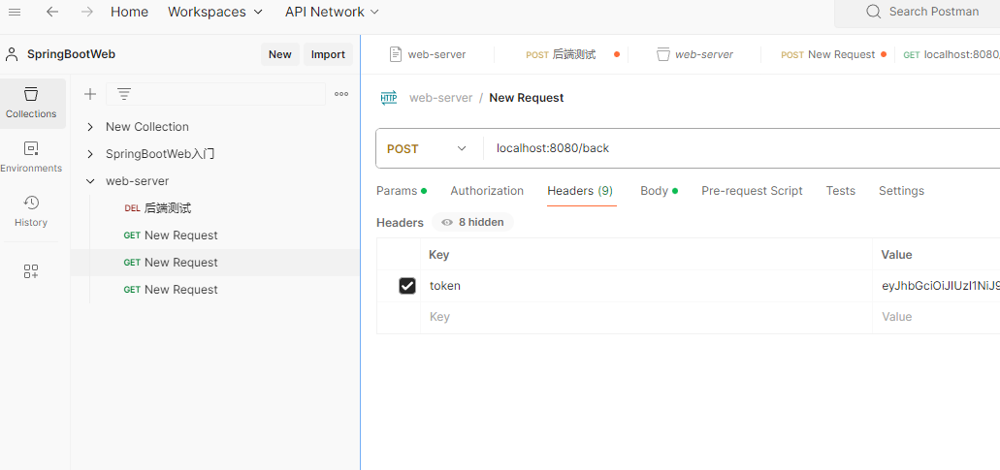 Home Workspaces API Network Search Postman
SpringBootWeb New Import
web-server POST 后端测试 web-server POST New Request GET localhost:8080/
Collections
Environments
History
New Collection
SpringBootWeb入门
web-server
DEL 后端测试
GET New Request
GET New Request
GET New Request
HTTP web-server / New Request
POST localhost:8080/back
Params Authorization Headers (9) Body Pre-request Script Tests Settings
Headers 8 hidden
Key Value
token eyJhbGciOiJIUzI1NiJ9
Key Value